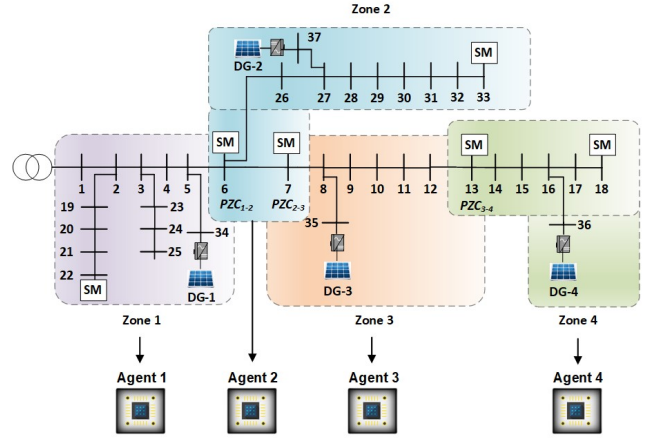 Zone 2
37
DG-2
SM
26 27 28 29 30 31 32 33
SM SM SM SM
1 2 3 4 5 6 7 8 9 10 11 12 13 14 15 16 17 18
PZC1-2 PZC2-3 PZC3-4
19 23
20 24 34 35 36
21 25
22
SM
DG-1 DG-3 DG-4
Zone 1 Zone 3 Zone 4
Agent 1 Agent 2 Agent 3 Agent 4